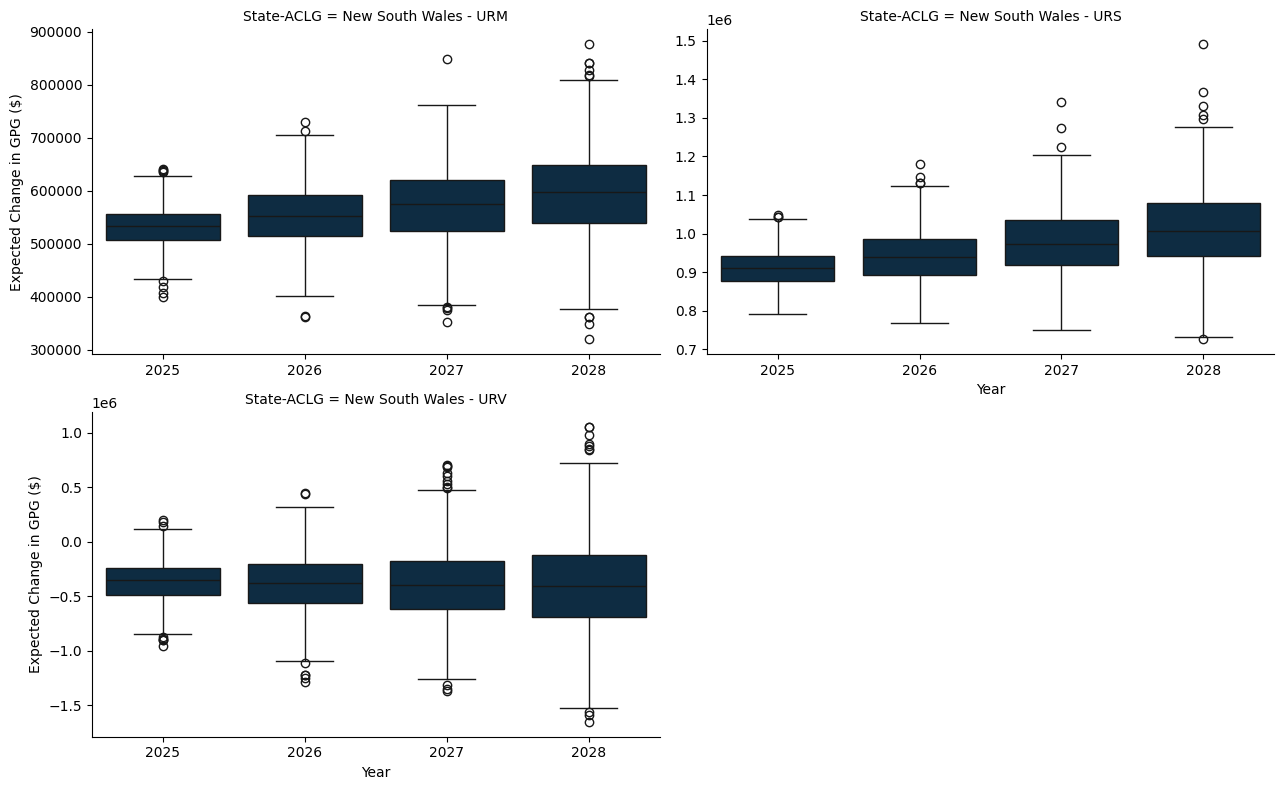 State-ACLG = New South Wales - URM
Expected Change in GPG ($)
900000
800000
700000
600000
500000
400000
300000
2025 2026 2027 2028
State-ACLG = New South Wales - URS
1e6
1.5
1.4
1.3
1.2
1.1
1.0
0.9
0.8
0.7
2025 2026 2027 2028
Year
State-ACLG = New South Wales - URV
1e6
Expected Change in GPG ($)
1.0
0.5
0.0
−0.5
−1.0
−1.5
2025 2026 2027 2028
Year